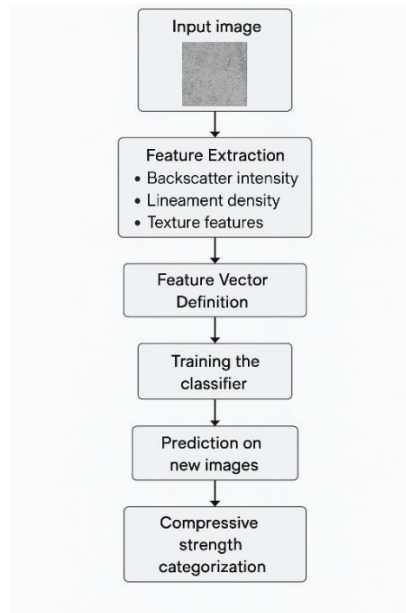 Input image
Feature Extraction
• Backscatter intensity
• Lineament density
• Texture features
Feature Vector
Definition
Training the
classifier
Prediction on
new images
Compressive
strength
categorization